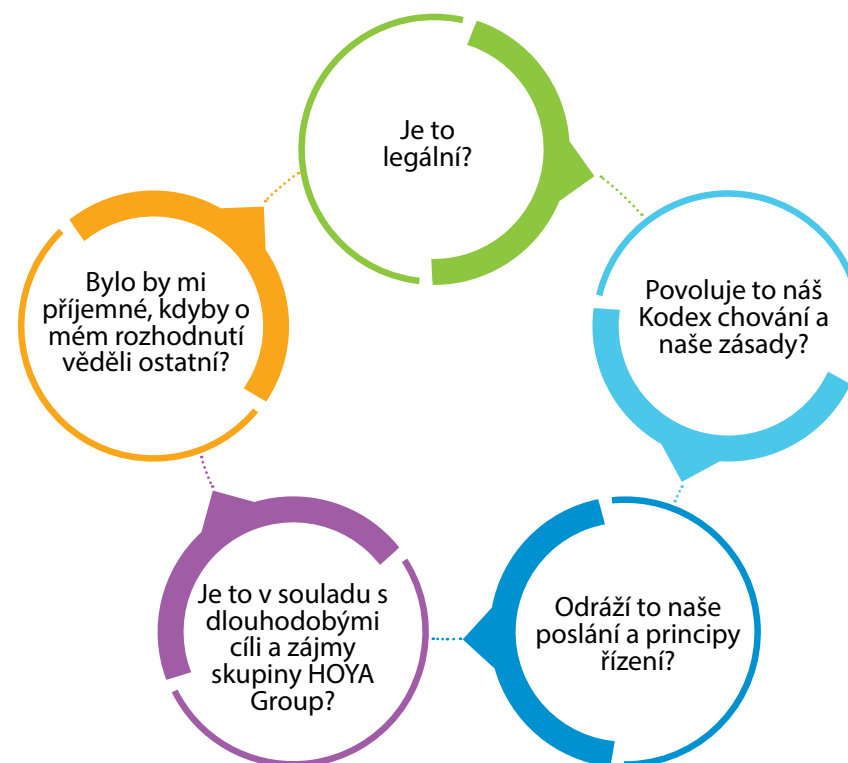 Je to
legální?
Povoluje to náš
Kodex chování a
naše zásady?
Odráží to naše
poslání a principy
řízení?
Je to v souladu s
dlouhodobými
cíli a zájmy
skupiny HOYA
Group?
Bylo by mi
příjemné, kdyby o
mém rozhodnutí
věděli ostatní?